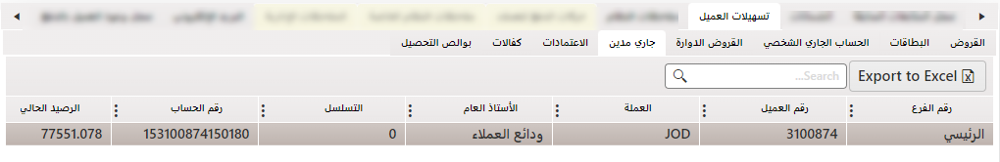 تسهيلات العميل
القروض البطاقات الحساب الجاري الشخصي القروض الدوارة جاري مدين الاعتمادات كفالات بوالص التحصيل
Export to Excel Search...
رقم الفرع رقم العميل العملة الأستاذ العام التسلسل رقم الحساب الرصيد الحالي
الرئيسي 3100874 JOD ودائع العملاء 0 153100874150180 77551.078